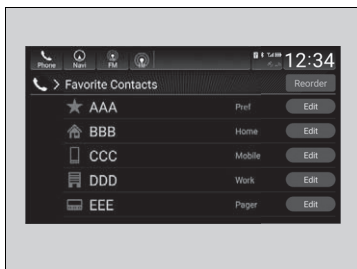 Phone Navi FM 12:34
> Favorite Contacts Reorder
AAA Pref Edit
BBB Home Edit
CCC Mobile Edit
DDD Work Edit
EEE Pager Edit